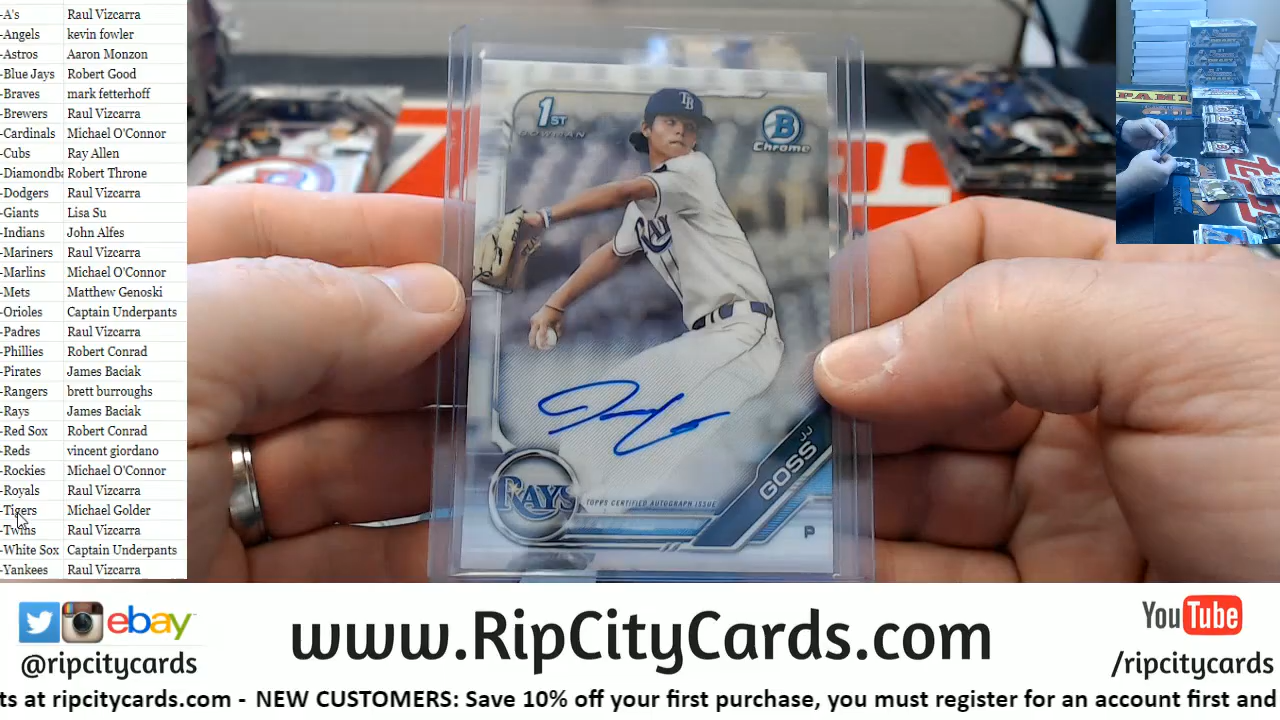 -A's Raul Vizcarra
-Angels kevin fowler
-Astros Aaron Monzon
-Blue Jays Robert Good
-Braves mark fetterhoff
-Brewers Raul Vizcarra
-Cardinals Michael O'Connor
-Cubs Ray Allen
-Diamondba Robert Throne
-Dodgers Raul Vizcarra
-Giants Lisa Su
-Indians John Alfes
-Mariners Raul Vizcarra
-Marlins Michael O'Connor
-Mets Matthew Genoski
-Orioles Captain Underpants
-Padres Raul Vizcarra
-Phillies Robert Conrad
-Pirates James Baciak
-Rangers brett burroughs
-Rays James Baciak
-Red Sox Robert Conrad
-Reds vincent giordano
-Rockies Michael O'Connor
-Royals Raul Vizcarra
-Tigers Michael Golder
-Twins Raul Vizcarra
-White Sox Captain Underpants
-Yankees Raul Vizcarra
1ST
BOWMAN
B
Chrome
TB
RAYS
TOPPS CERTIFIED AUTOGRAPH ISSUE
JJ
GOSS
P
ebay
@ripcitycards
www.RipCityCards.com
YouTube
/ripcitycards
ts at ripcitycards.com - NEW CUSTOMERS: Save 10% off your first purchase, you must register for an account first and